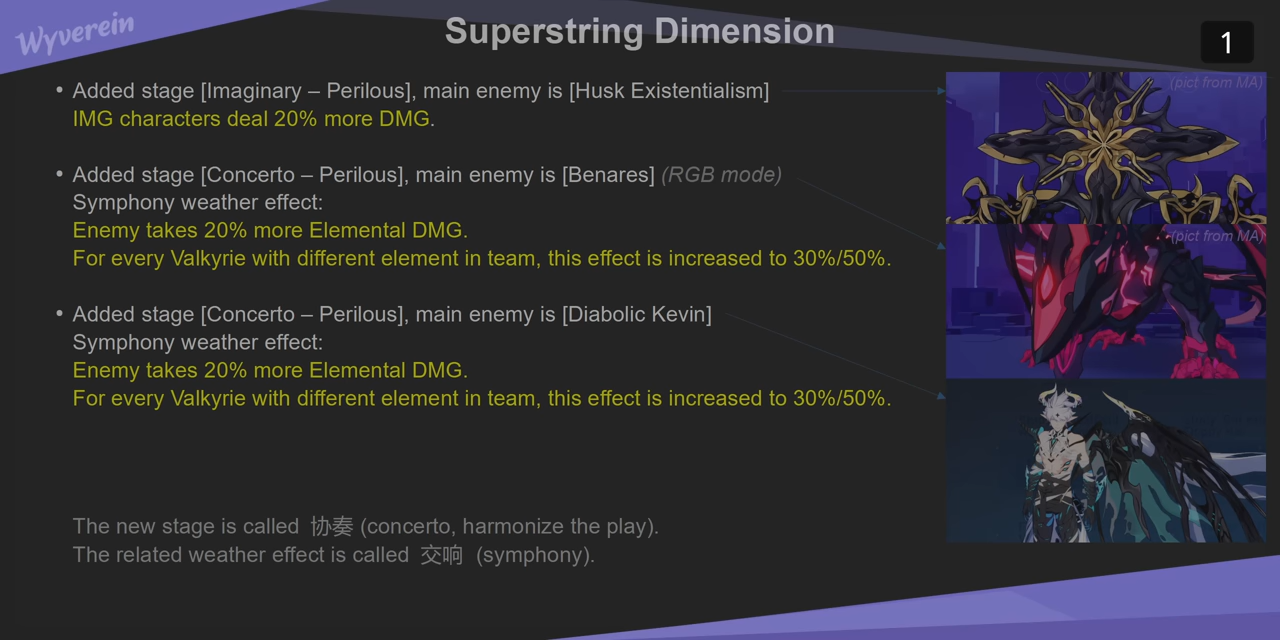 Wyverein
Superstring Dimension
1
• Added stage [Imaginary – Perilous], main enemy is [Husk Existentialism]
IMG characters deal 20% more DMG.
(pict from MA)
• Added stage [Concerto – Perilous], main enemy is [Benares] (RGB mode)
Symphony weather effect:
Enemy takes 20% more Elemental DMG.
For every Valkyrie with different element in team, this effect is increased to 30%/50%.
(pict from MA)
• Added stage [Concerto – Perilous], main enemy is [Diabolic Kevin]
Symphony weather effect:
Enemy takes 20% more Elemental DMG.
For every Valkyrie with different element in team, this effect is increased to 30%/50%.
The new stage is called 协奏 (concerto, harmonize the play).
The related weather effect is called 交响 (symphony).